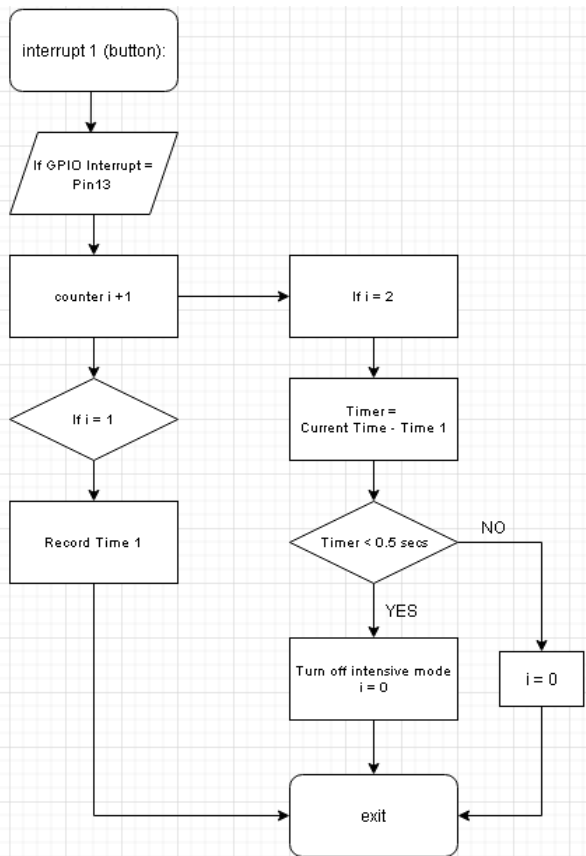 interrupt 1 (button):
If GPIO Interrupt =
Pin13
counter i +1
If i = 2
If i = 1
Timer =
Current Time - Time 1
Record Time 1
Timer < 0.5 secs
NO
YES
Turn off intensive mode
i = 0
i = 0
exit